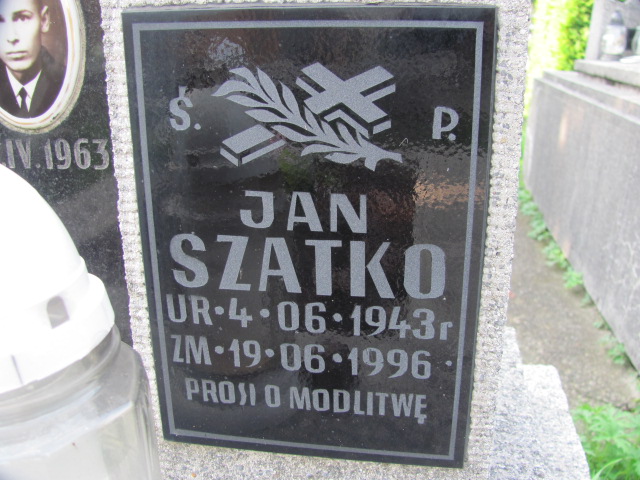 .IV.1963
Ś. P.
JAN
SZATKO
UR·4·06·1943r
ZM·19·06·1996·
PROSI O MODLITWĘ